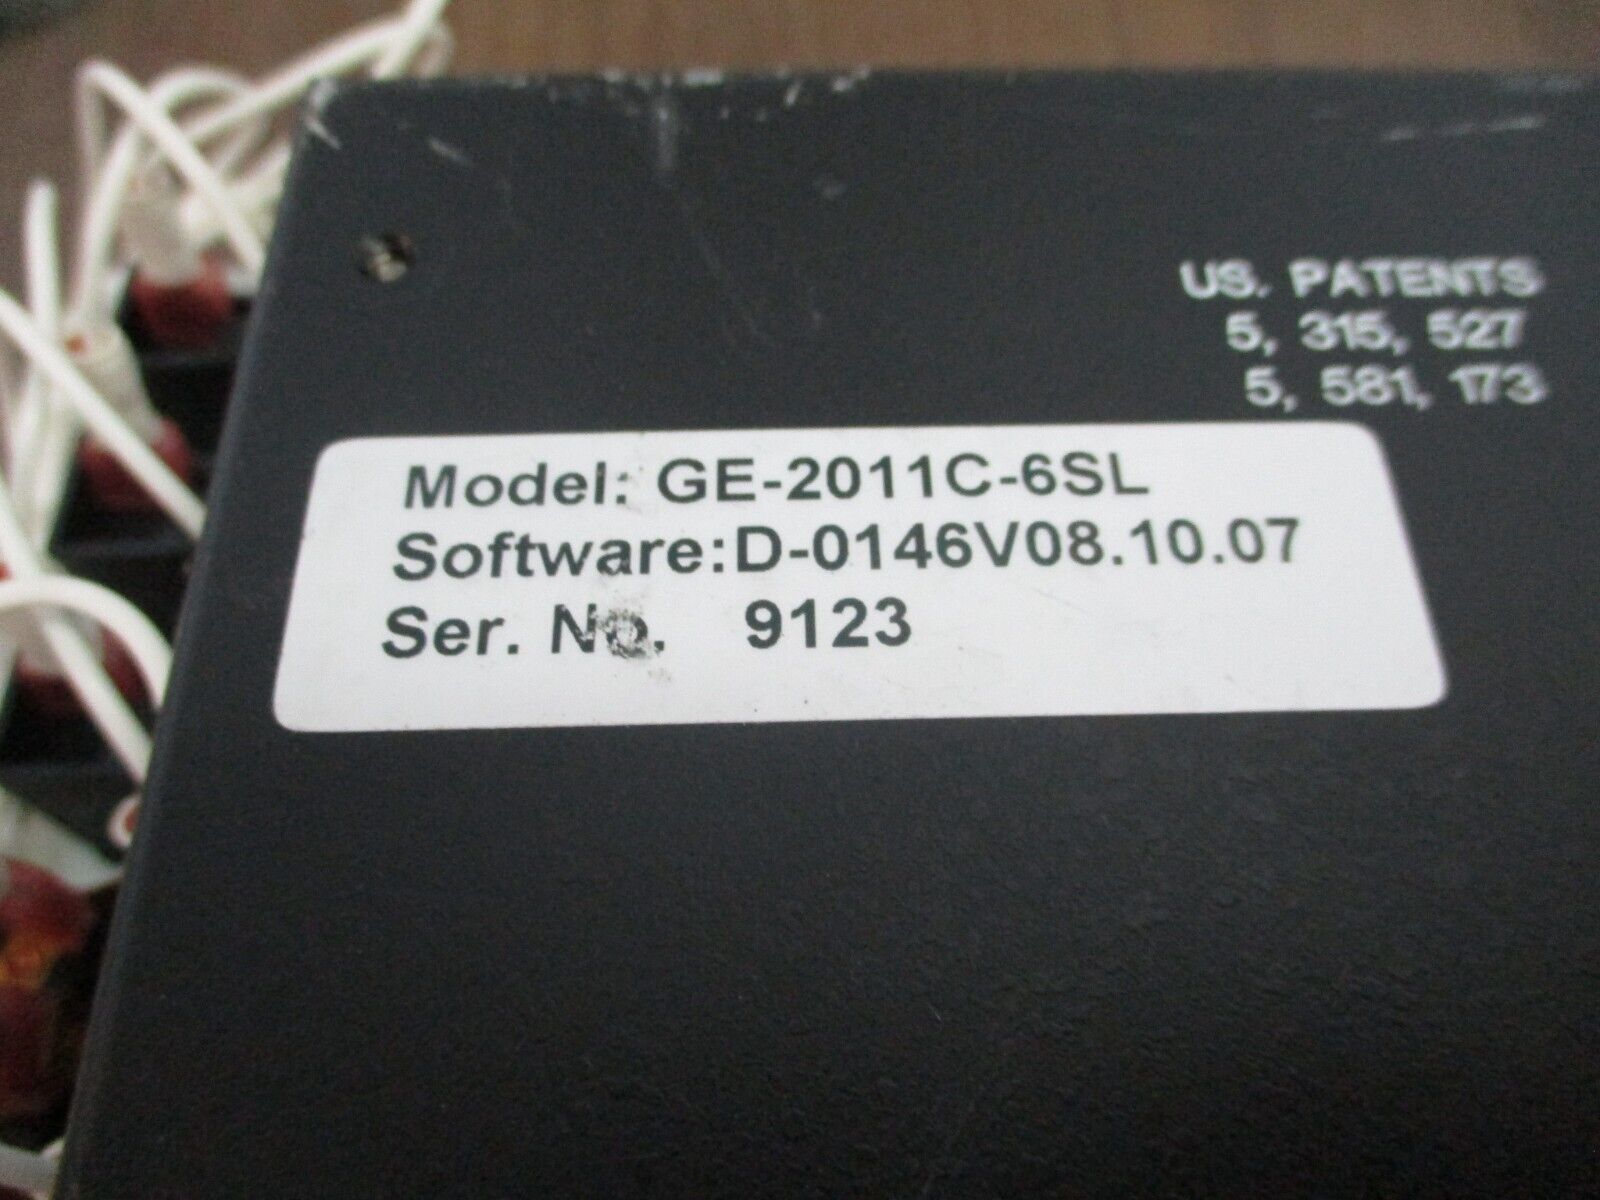 US. PATENTS
5, 315, 527
5, 581, 173
Model: GE-2011C-6SL
Software:D-0146V08.10.07
Ser. No. 9123